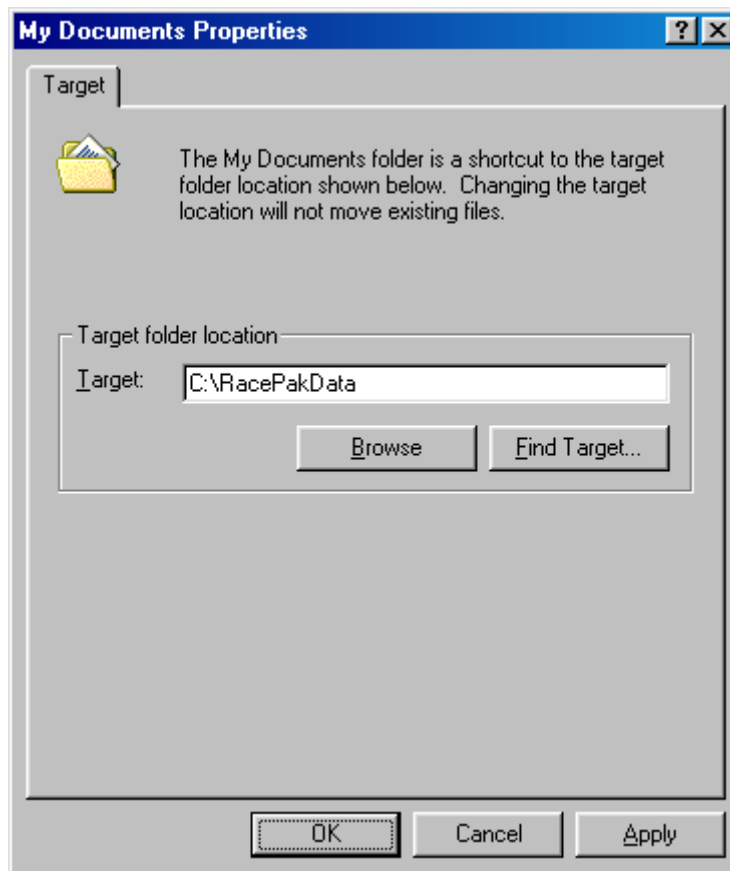 My Documents Properties
Target
The My Documents folder is a shortcut to the target
folder location shown below. Changing the target
location will not move existing files.
Target folder location
Target: C:\RacePakData
Browse Find Target...
OK Cancel Apply